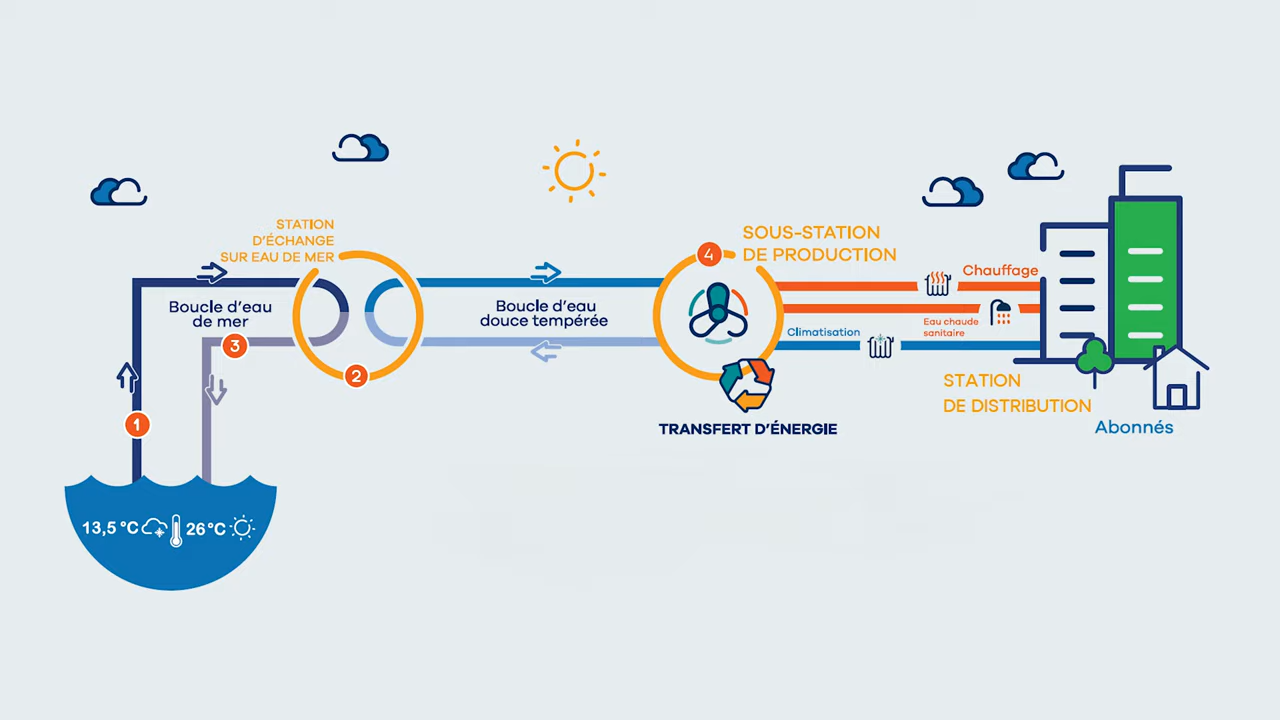 STATION
D'ÉCHANGE
SUR EAU DE MER
Boucle d'eau
de mer
3
2
1
13,5 °C
26°C
Boucle d'eau
douce tempérée
4
SOUS-STATION
DE PRODUCTION
TRANSFERT D'ÉNERGIE
Chauffage
Eau chaude
sanitaire
Climatisation
STATION
DE DISTRIBUTION
Abonnés